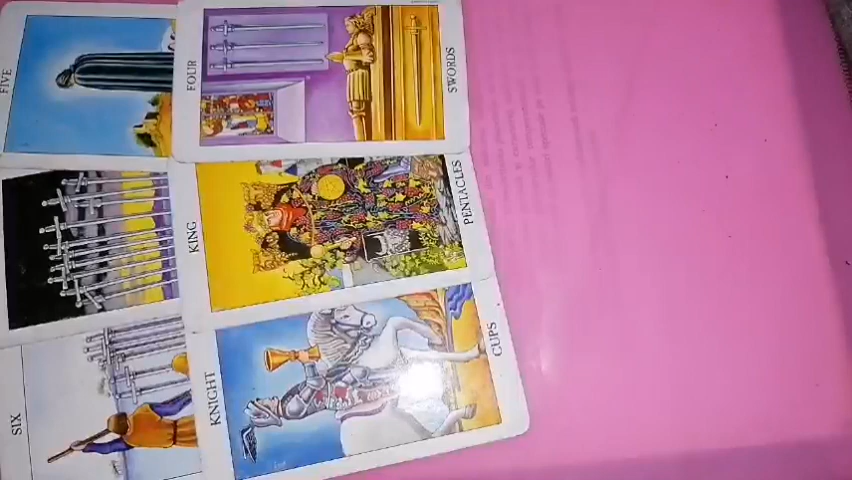 FIVE
FOUR
SWORDS
KING
PENTACLES
SIX
KNIGHT
CUPS